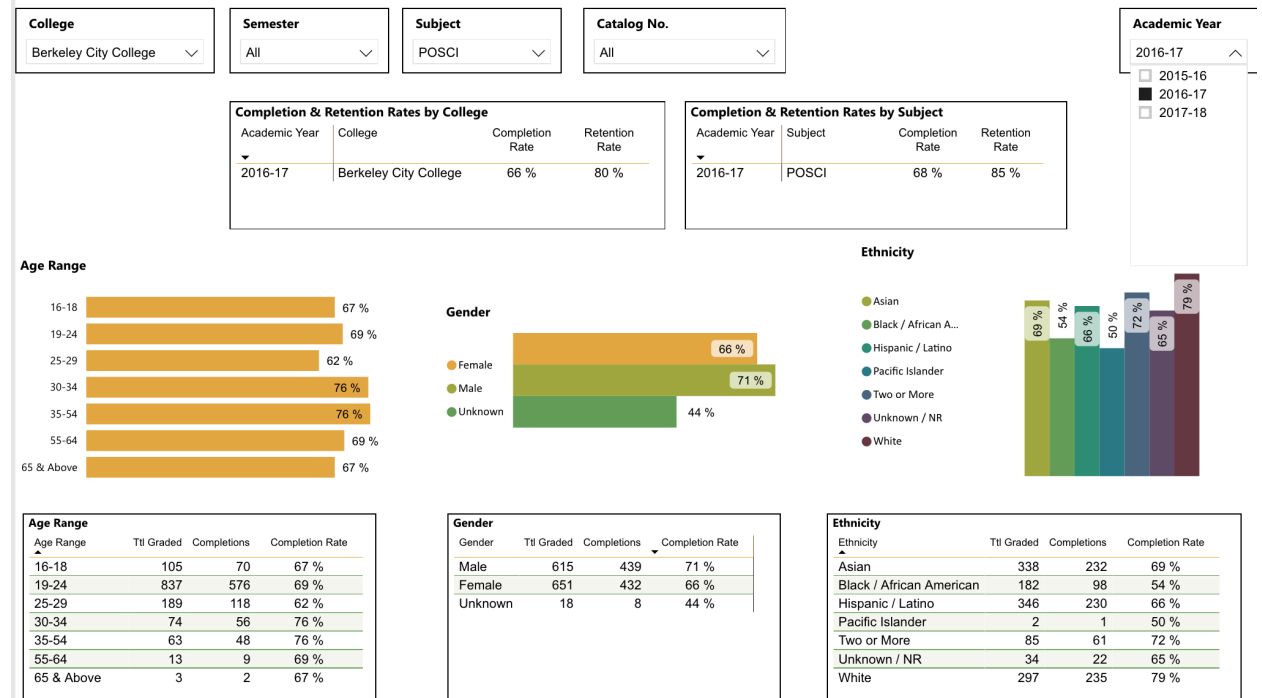 College
Berkeley City College
Semester
All
Subject
POSCI
Catalog No.
All
Academic Year
2016-17
2015-16
2016-17
2017-18
Completion & Retention Rates by College
Academic Year College Completion Rate Retention Rate
2016-17 Berkeley City College 66 % 80 %
Completion & Retention Rates by Subject
Academic Year Subject Completion Rate Retention Rate
2016-17 POSCI 68 % 85 %
Age Range
16-18 67 %
19-24 69 %
25-29 62 %
30-34 76 %
35-54 76 %
55-64 69 %
65 & Above 67 %
Gender
Female
Male
Unknown
66 %
71 %
44 %
Ethnicity
Asian
Black / African A...
Hispanic / Latino
Pacific Islander
Two or More
Unknown / NR
White
69 %
54 %
66 %
50 %
72 %
65 %
79 %
Age Range
Age Range Ttl Graded Completions Completion Rate
16-18 105 70 67 %
19-24 837 576 69 %
25-29 189 118 62 %
30-34 74 56 76 %
35-54 63 48 76 %
55-64 13 9 69 %
65 & Above 3 2 67 %
Gender
Gender Ttl Graded Completions Completion Rate
Male 615 439 71 %
Female 651 432 66 %
Unknown 18 8 44 %
Ethnicity
Ethnicity Ttl Graded Completions Completion Rate
Asian 338 232 69 %
Black / African American 182 98 54 %
Hispanic / Latino 346 230 66 %
Pacific Islander 2 1 50 %
Two or More 85 61 72 %
Unknown / NR 34 22 65 %
White 297 235 79 %